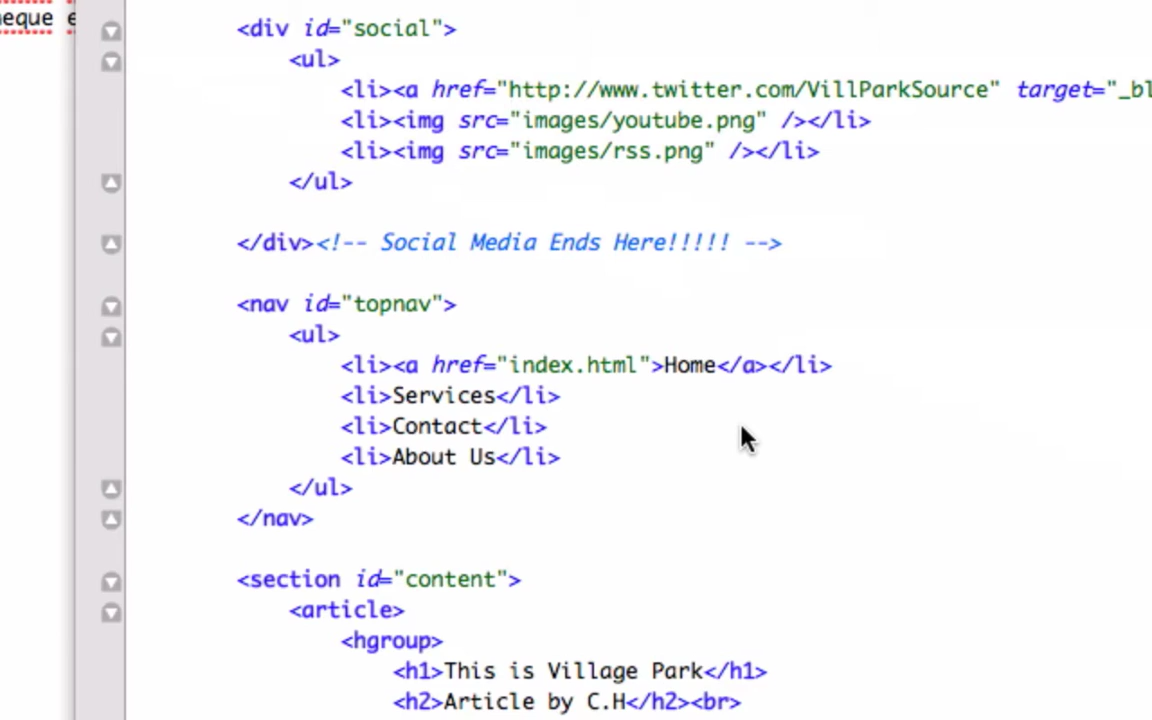 <div id="social">
<ul>
<li><a href="http://www.twitter.com/VillParkSource" target="_bl
<li><img src="images/youtube.png" /></li>
<li><img src="images/rss.png" /></li>
</ul>
</div><!-- Social Media Ends Here!!!!! -->
<nav id="topnav">
<ul>
<li><a href="index.html">Home</a></li>
<li>Services</li>
<li>Contact</li>
<li>About Us</li>
</ul>
</nav>
<section id="content">
<article>
<hgroup>
<h1>This is Village Park</h1>
<h2>Article by C.H</h2><br>